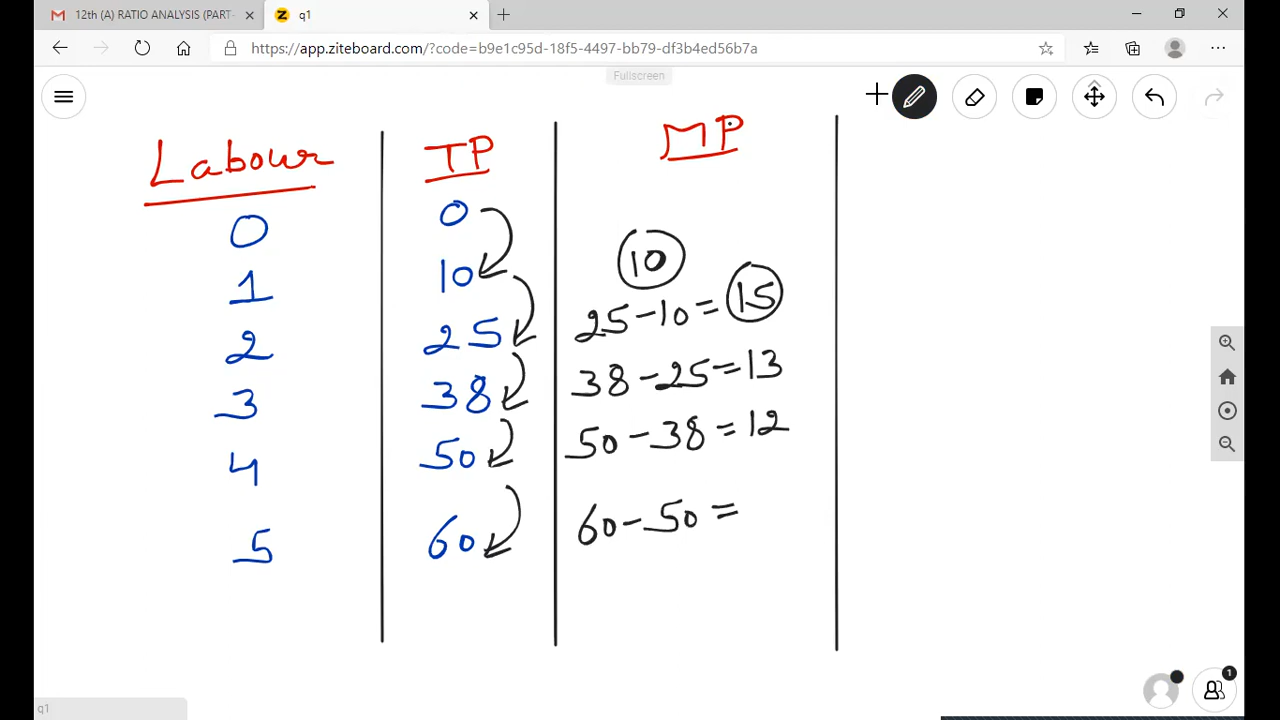 12th (A) RATIO ANALYSIS (PART-
q1
https://app.ziteboard.com/?code=b9e1c95d-18f5-4497-bb79-df3b4ed56b7a
Fullscreen
Labour TP MP
0 0
1 10 10
2 25 25-10=15
3 38 38-25=13
4 50 50-38=12
5 60 60-50=
1
q1